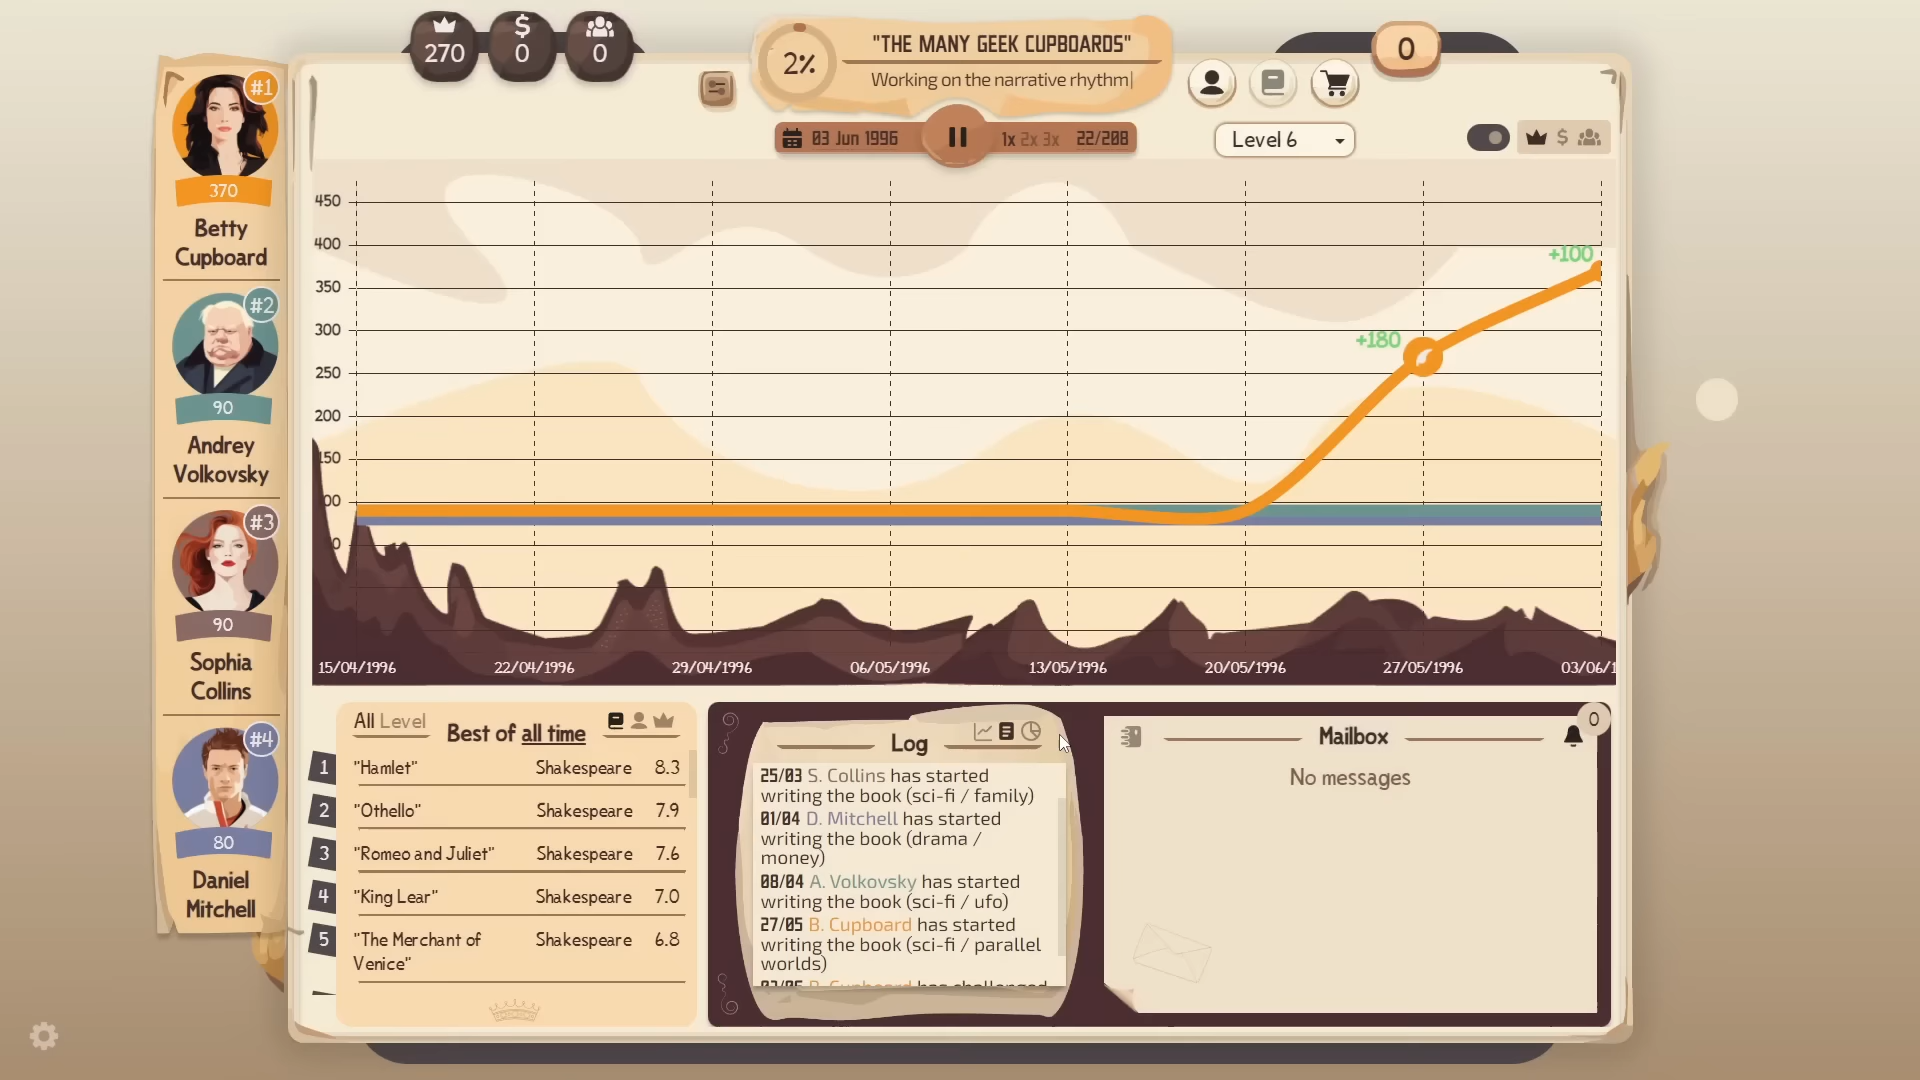 270
0
0
2%
"THE MANY GEEK CUPBOARDS"
Working on the narrative rhythm|
0
03 Jun 1996
1x 2x 3x
22/208
Level 6
#1
370
Betty
Cupboard
#2
90
Andrey
Volkovsky
#3
90
Sophia
Collins
#4
80
Daniel
Mitchell
450
400
350
300
250
200
150
00
0
+180
+100
15/04/1996
22/04/1996
29/04/1996
06/05/1996
13/05/1996
20/05/1996
27/05/1996
03/06/1
All Level
Best of all time
1 "Hamlet" Shakespeare 8.3
2 "Othello" Shakespeare 7.9
3 "Romeo and Juliet" Shakespeare 7.6
4 "King Lear" Shakespeare 7.0
5 "The Merchant of Shakespeare 6.8
Venice"
Log
25/03 S. Collins has started
writing the book (sci-fi / family)
01/04 D. Mitchell has started
writing the book (drama /
money)
08/04 A. Volkovsky has started
writing the book (sci-fi / ufo)
27/05 B. Cupboard has started
writing the book (sci-fi / parallel
worlds)
B. Cupboard has challenged
Mailbox
0
No messages